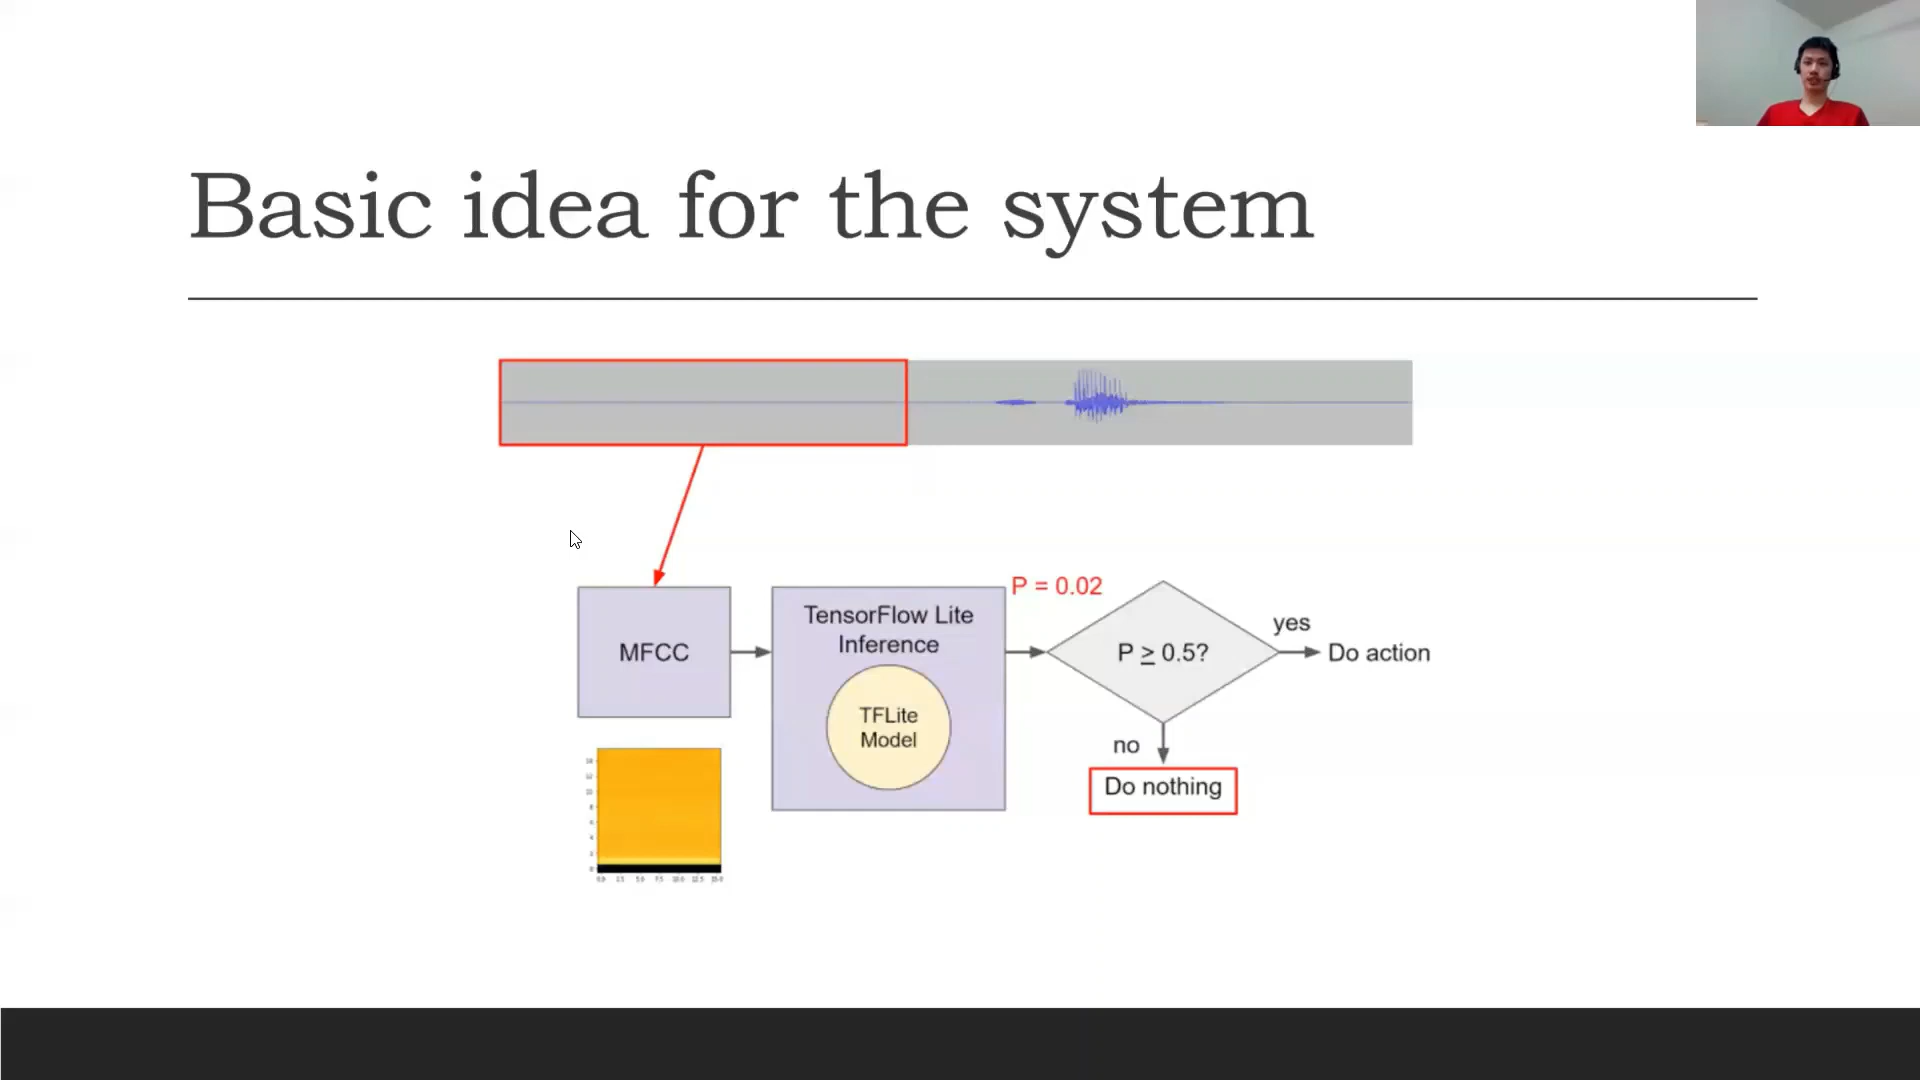 Basic idea for the system
P = 0.02
TensorFlow Lite
Inference
MFCC
P ≥ 0.5?
yes
Do action
TFLite
Model
no
Do nothing